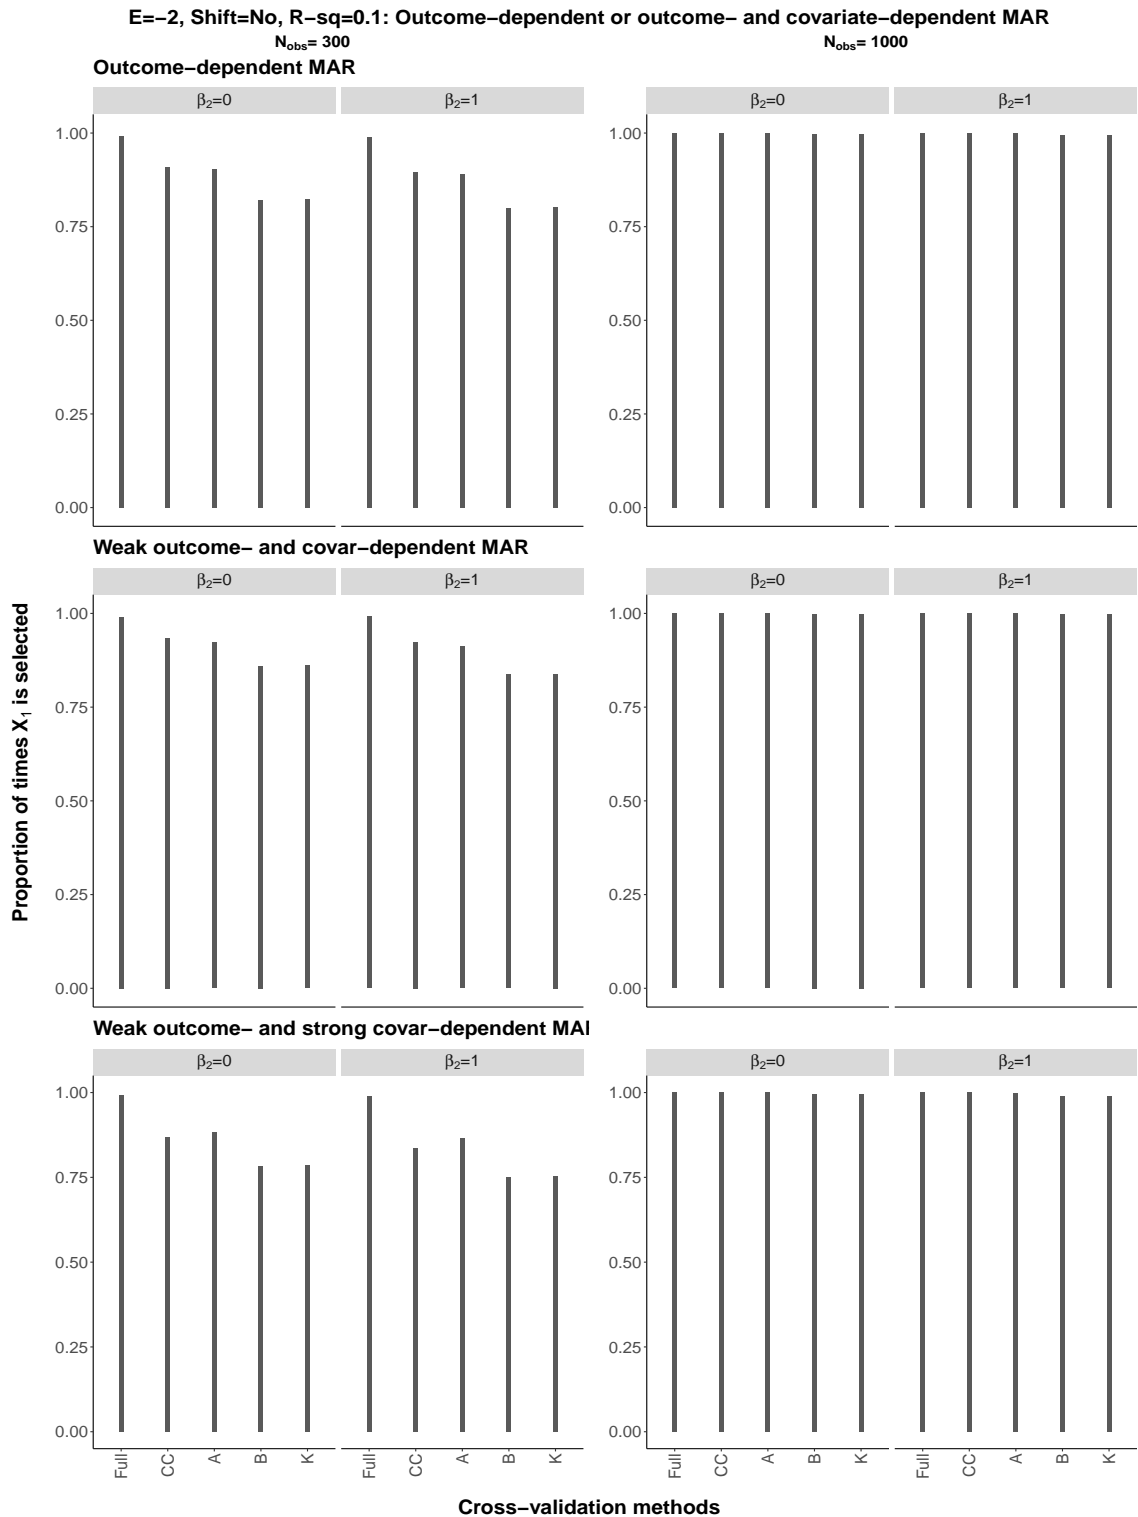 E=−2, Shift=No, R−sq=0.1: Outcome−dependent or outcome− and covariate−dependent MAR
Nobs= 300
Nobs= 1000
Outcome−dependent MAR
β2=0
β2=1
β2=0
β2=1
1.00
0.75
0.50
0.25
0.00
1.00
0.75
0.50
0.25
0.00
Weak outcome− and covar−dependent MAR
β2=0
β2=1
β2=0
β2=1
1.00
0.75
0.50
0.25
0.00
1.00
0.75
0.50
0.25
0.00
Proportion of times X1 is selected
Weak outcome− and strong covar−dependent MA
β2=0
β2=1
β2=0
β2=1
1.00
0.75
0.50
0.25
0.00
1.00
0.75
0.50
0.25
0.00
Full CC A B K
Full CC A B K
Full CC A B K
Full CC A B K
Cross−validation methods